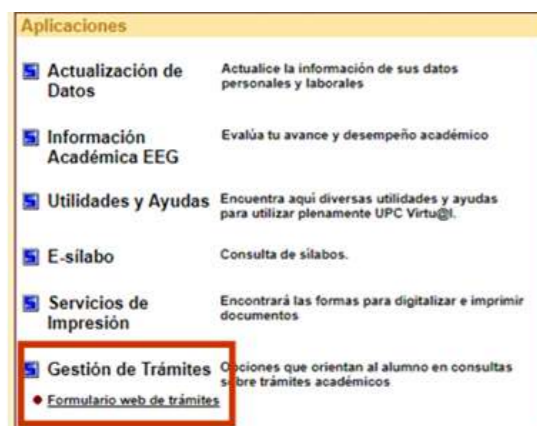 Aplicaciones
Actualización de
Datos
Actualice la información de sus datos
personales y laborales
Información
Académica EEG
Evalúa tu avance y desempeño académico
Utilidades y Ayudas
Encuentra aquí diversas utilidades y ayudas
para utilizar plenamente UPC Virtu@l.
E-sílabo
Consulta de sílabos.
Servicios de
Impresión
Encontrará las formas para digitalizar e imprimir
documentos
Gestión de Trámites
Opciones que orientan al alumno en consultas
sobre trámites académicos
Formulario web de trámites